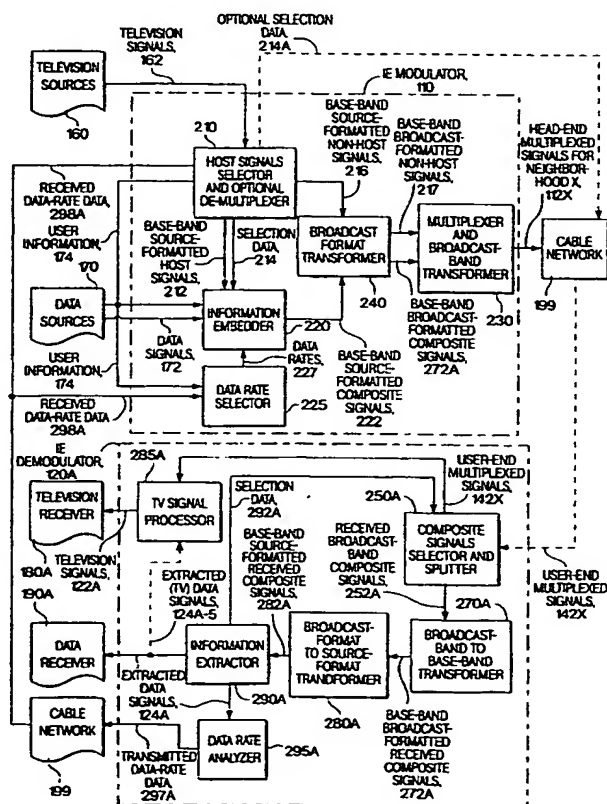 OPTIONAL SELECTION
DATA,
214A
TELEVISION
SIGNALS,
162
TELEVISION
SOURCES
160
IE MODULATOR,
110
210
HOST SIGNALS
SELECTOR
AND OPTIONAL
DE-MULTIPLEXER
BASE-BAND
SOURCE-
FORMATTED
NON-HOST
SIGNALS,
216
BASE-BAND
BROADCAST-
FORMATTED
NON-HOST
SIGNALS,
217
HEAD-END
MULTIPLEXED
SIGNALS FOR
NEIGHBOR-
HOOD X,
112X
RECEIVED
DATA-RATE DATA
298A
USER
INFORMATION,
174
BASE-BAND
SOURCE-
FORMATTED
HOST
SIGNALS,
212
SELECTION
DATA,
214
BROADCAST
FORMAT
TRANSFORMER
240
MULTIPLEXER
AND BROADCAST-
BAND
TRANSFORMER
230
CABLE
NETWORK
199
170
DATA
SOURCES
INFORMATION
EMBEDDER
220
DATA
SIGNALS,
172
DATA
RATES,
227
USER
INFORMATION,
174
DATA RATE
SELECTOR
225
BASE-BAND
SOURCE-
FORMATTED
COMPOSITE
SIGNALS,
222
BASE-BAND
BROADCAST-
FORMATTED
COMPOSITE
SIGNALS,
272A
RECEIVED
DATA-RATE DATA
298A
IE
DEMODULATOR,
120A
285A
TELEVISION
RECEIVER
180A
TV SIGNAL
PROCESSOR
TELEVISION
SIGNALS,
122A
SELECTION
DATA,
292A
USER-END
MULTIPLEXED
SIGNALS,
142X
250A
COMPOSITE
SIGNALS
SELECTOR AND
SPLITTER
USER-END
MULTIPLEXED
SIGNALS,
142X
RECEIVED
BROADCAST-
BAND
COMPOSITE
SIGNALS,
252A
BASE-BAND
SOURCE-
FORMATTED
RECEIVED
COMPOSITE
SIGNALS,
282A
EXTRACTED
(TV) DATA
SIGNALS,
124A-5
190A
DATA
RECEIVER
INFORMATION
EXTRACTOR
290A
BROADCAST-
FORMAT
TO SOURCE-
FORMAT
TRANDFORMER
280A
270A
BROADCAST-
BAND TO
BASE-BAND
TRANSFORMER
EXTRACTED
DATA
SIGNALS,
124A
CABLE
NETWORK
199
TRANSMITTED
DATA-RATE
DATA,
297A
DATA RATE
ANALYZER
295A
BASE-BAND
BROADCAST-
FORMATTED
RECEIVED
COMPOSITE
SIGNALS,
272A